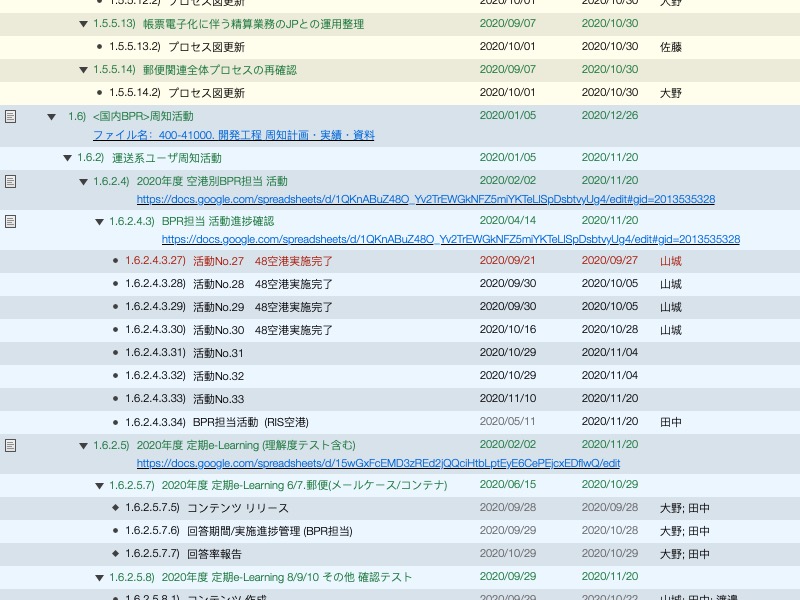 1.5.5.12.2) プロセス図更新 2020/10/01 2020/10/30 大野
1.5.5.13) 帳票電子化に伴う精算業務のJPとの運用整理 2020/09/07 2020/10/30
1.5.5.13.2) プロセス図更新 2020/10/01 2020/10/30 佐藤
1.5.5.14) 郵便関連全体プロセスの再確認 2020/09/07 2020/10/30
1.5.5.14.2) プロセス図更新 2020/10/01 2020/10/30 大野
1.6) <国内BPR>周知活動 2020/01/05 2020/12/26
ファイル名：400-41000. 開発工程 周知計画・実績・資料
1.6.2) 運送系ユーザ周知活動 2020/01/05 2020/11/20
1.6.2.4) 2020年度 空港別BPR担当 活動 2020/02/02 2020/11/20
https://docs.google.com/spreadsheets/d/1QKnABuZ48O_Yv2TrEWGkNFZ5miYKTeLlSpDsbtvyUg4/edit#gid=2013535328
1.6.2.4.3) BPR担当 活動進捗確認 2020/04/14 2020/11/20
https://docs.google.com/spreadsheets/d/1QKnABuZ48O_Yv2TrEWGkNFZ5miYKTeLlSpDsbtvyUg4/edit#gid=2013535328
1.6.2.4.3.27) 活動No.27　48空港実施完了 2020/09/21 2020/09/27 山城
1.6.2.4.3.28) 活動No.28　48空港実施完了 2020/09/30 2020/10/05 山城
1.6.2.4.3.29) 活動No.29　48空港実施完了 2020/09/30 2020/10/05 山城
1.6.2.4.3.30) 活動No.30　48空港実施完了 2020/10/16 2020/10/28 山城
1.6.2.4.3.31) 活動No.31 2020/10/29 2020/11/04
1.6.2.4.3.32) 活動No.32 2020/10/29 2020/11/04
1.6.2.4.3.33) 活動No.33 2020/11/10 2020/11/20
1.6.2.4.3.34) BPR担当活動 (RIS空港) 2020/05/11 2020/11/20 田中
1.6.2.5) 2020年度 定期e-Learning (理解度テスト含む) 2020/02/02 2020/11/20
https://docs.google.com/spreadsheets/d/15wGxFcEMD3zREd2jQQciHtbLptEyE6CePEjcxEDflwQ/edit
1.6.2.5.7) 2020年度 定期e-Learning 6/7.郵便(メールケース/コンテナ) 2020/06/15 2020/10/29
1.6.2.5.7.5) コンテンツ リリース 2020/09/28 2020/09/28 大野; 田中
1.6.2.5.7.6) 回答期間/実施進捗管理 (BPR担当) 2020/09/29 2020/10/28 大野; 田中
1.6.2.5.7.7) 回答率報告 2020/10/29 2020/10/29 大野; 田中
1.6.2.5.8) 2020年度 定期e-Learning 8/9/10 その他 確認テスト 2020/09/29 2020/11/20
1.6.2.5.8.1) コンテンツ 作成 2020/09/29 2020/10/22 山城; 田中; 渡邊